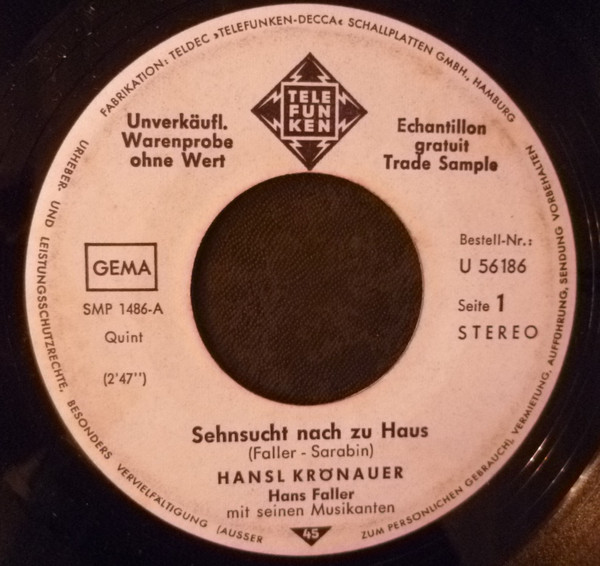 FABRIKATION: TELDEC »TELEFUNKEN-DECCA« SCHALLPLATTEN GMBH., HAMBURG
TELE
FUN
KEN
Unverkäufl.
Warenprobe
ohne Wert
Echantillon
gratuit
Trade Sample
GEMA
SMP 1486-A
Quint
(2'47'')
Bestell-Nr.:
U 56186
Seite 1
STEREO
Sehnsucht nach zu Haus
(Faller - Sarabin)
HANSL KRÖNAUER
Hans Faller
mit seinen Musikanten
45
URHEBER- UND LEISTUNGSSCHUTZRECHTE, BESONDERS VERVIELFÄLTIGUNG (AUSSER ZUM PERSÖNLICHEN GEBRAUCH), VERMIETUNG, AUFFÜHRUNG, SENDUNG VORBEHALTEN